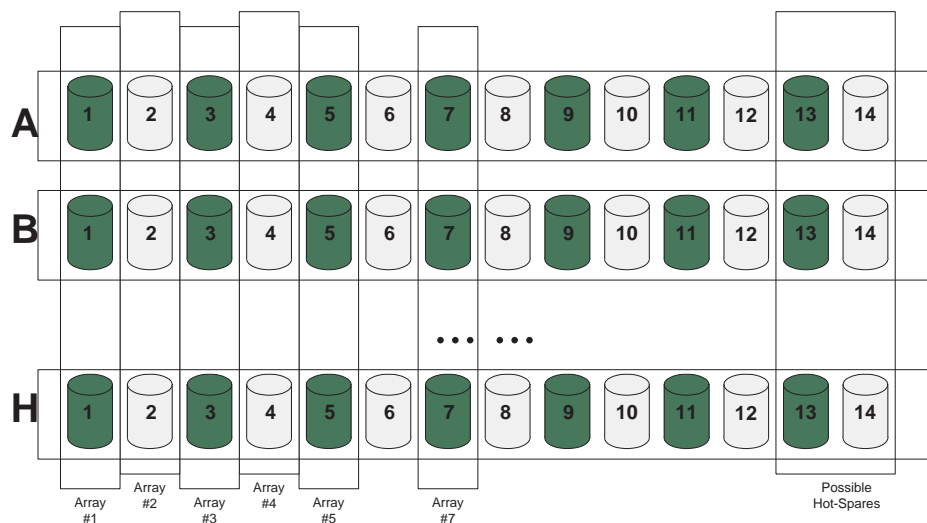 A
1 2 3 4 5 6 7 8 9 10 11 12 13 14
B
1 2 3 4 5 6 7 8 9 10 11 12 13 14
... ...
H
1 2 3 4 5 6 7 8 9 10 11 12 13 14
Array
#1
Array
#2
Array
#3
Array
#4
Array
#5
Array
#7
Possible
Hot-Spares